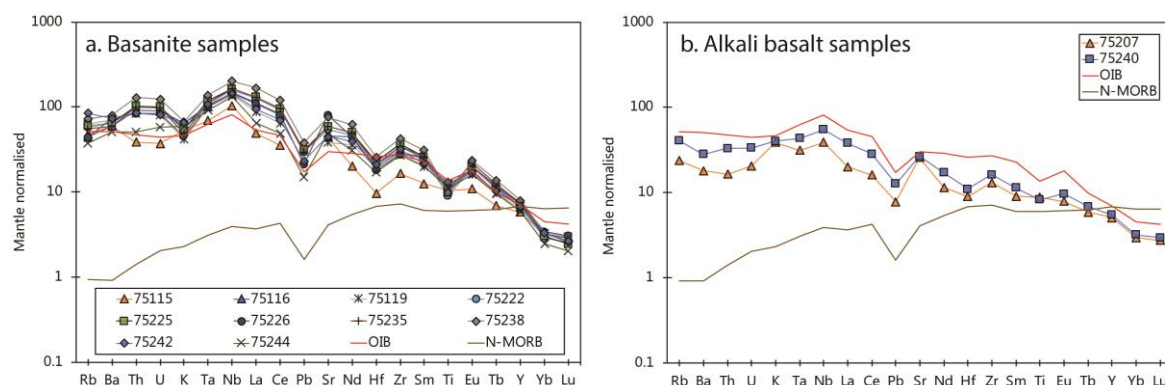 a. Basanite samples
Mantle normalised
1000
100
10
1
0.1
75115 75116 75119 75222
75225 75226 75235 75238
75242 75244 OIB N-MORB
Rb Ba Th U K Ta Nb La Ce Pb Sr Nd Hf Zr Sm Ti Eu Tb Y Yb Lu
b. Alkali basalt samples
Mantle normalised
1000
100
10
1
0.1
75207
75240
OIB
N-MORB
Rb Ba Th U K Ta Nb La Ce Pb Sr Nd Hf Zr Sm Ti Eu Tb Y Yb Lu